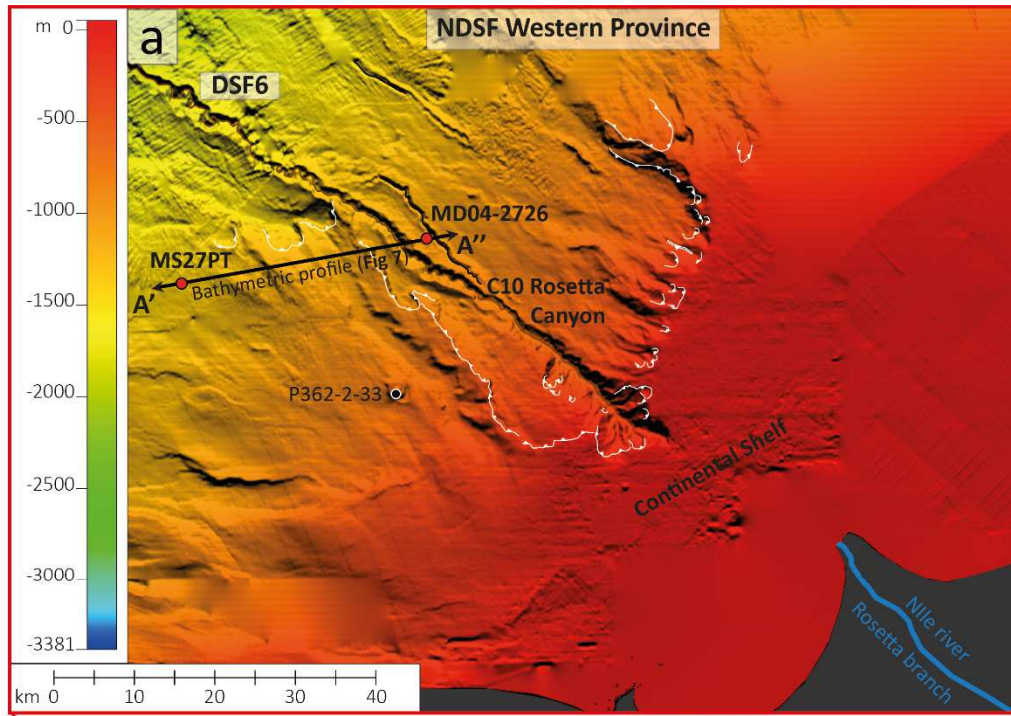 m 0
-500
-1000
-1500
-2000
-2500
-3000
-3381
a
NDSF Western Province
DSF6
MD04-2726
A''
MS27PT
A'
Bathymetric profile (Fig 7)
C10 Rosetta
Canyon
P362-2-33
Continental Shelf
Nile river
Rosetta branch
km 0 10 20 30 40